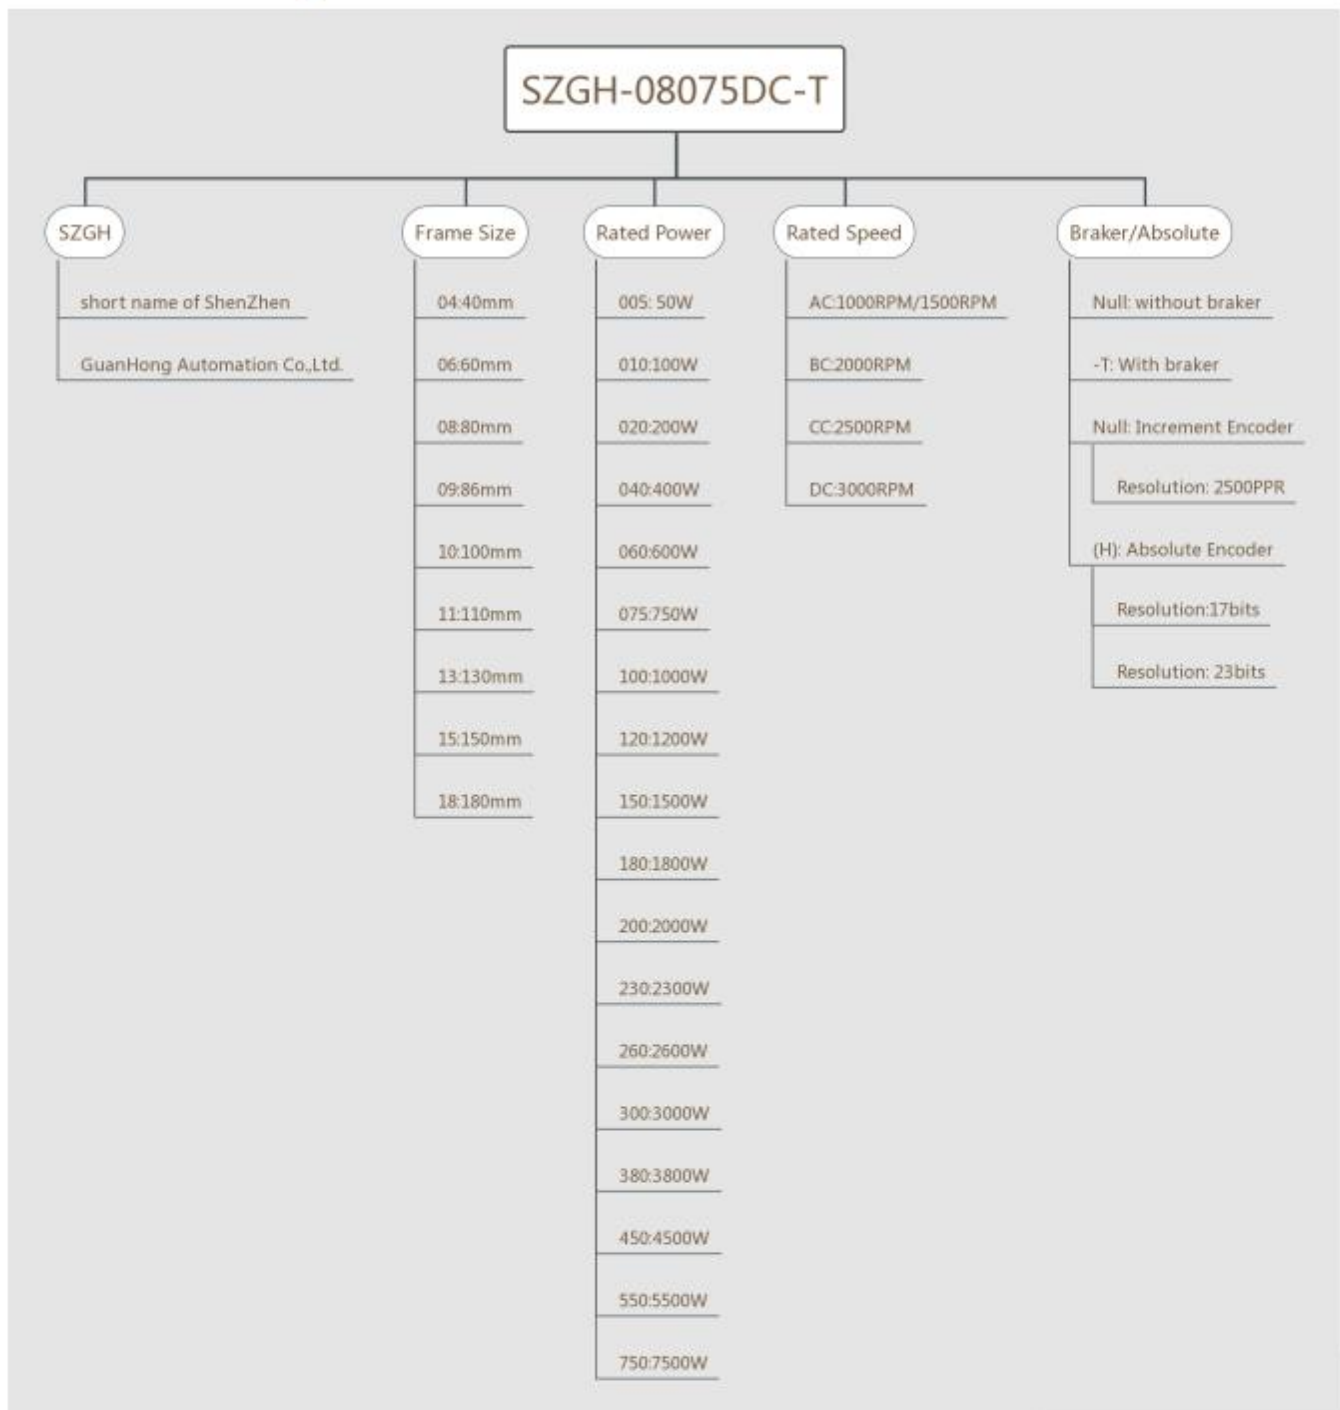 SZGH-08075DC-T
SZGH
short name of ShenZhen
GuanHong Automation Co.,Ltd.
Frame Size
04:40mm
06:60mm
08:80mm
09:86mm
10:100mm
11:110mm
13:130mm
15:150mm
18:180mm
Rated Power
005: 50W
010:100W
020:200W
040:400W
060:600W
075:750W
100:1000W
120:1200W
150:1500W
180:1800W
200:2000W
230:2300W
260:2600W
300:3000W
380:3800W
450:4500W
550:5500W
750:7500W
Rated Speed
AC:1000RPM/1500RPM
BC:2000RPM
CC:2500RPM
DC:3000RPM
Braker/Absolute
Null: without braker
-T: With braker
Null: Increment Encoder
Resolution: 2500PPR
(H): Absolute Encoder
Resolution:17bits
Resolution: 23bits